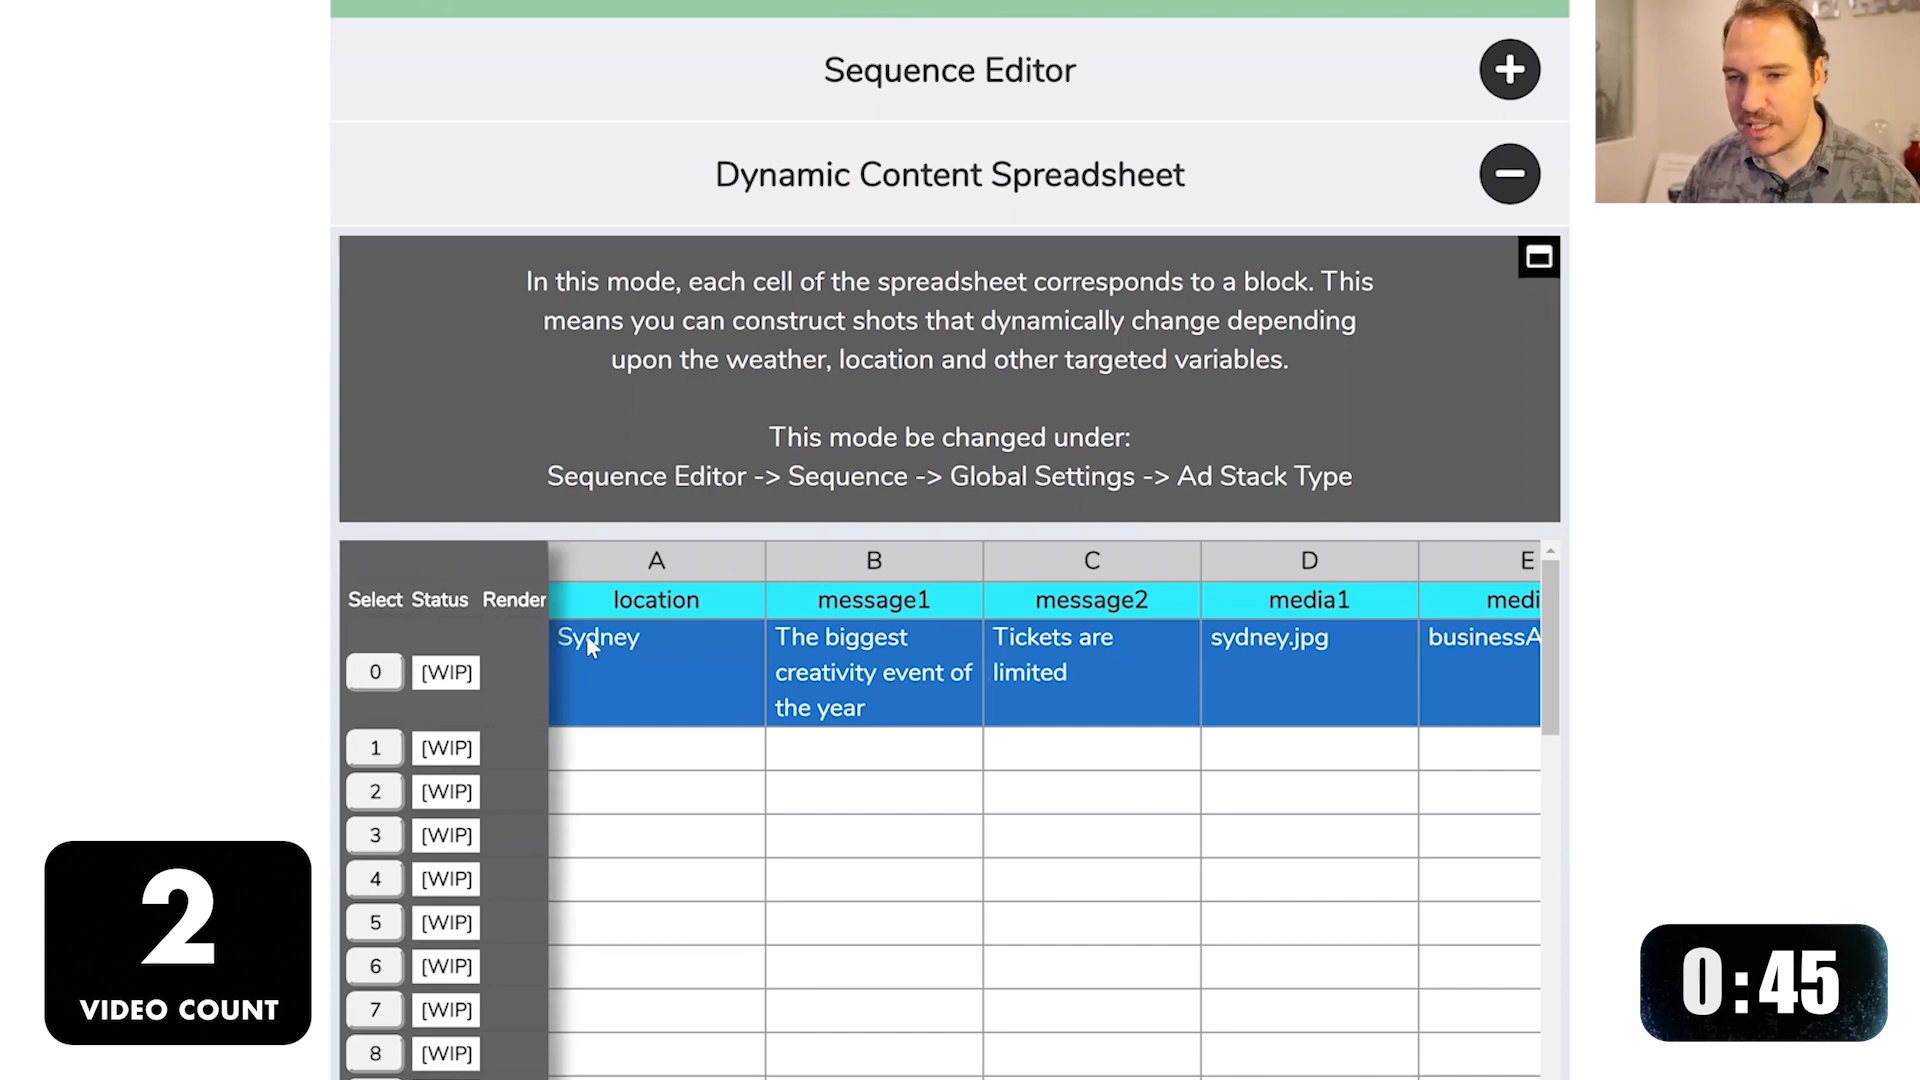 Sequence Editor
Dynamic Content Spreadsheet
In this mode, each cell of the spreadsheet corresponds to a block. This
means you can construct shots that dynamically change depending
upon the weather, location and other targeted variables.
This mode be changed under:
Sequence Editor -> Sequence -> Global Settings -> Ad Stack Type
A B C D E
Select Status Render location message1 message2 media1 medi
0 [WIP] Sydney The biggest Tickets are sydney.jpg businessA
creativity event of limited
the year
1 [WIP]
2 [WIP]
3 [WIP]
4 [WIP]
5 [WIP]
6 [WIP]
7 [WIP]
8 [WIP]
2
VIDEO COUNT
0:45